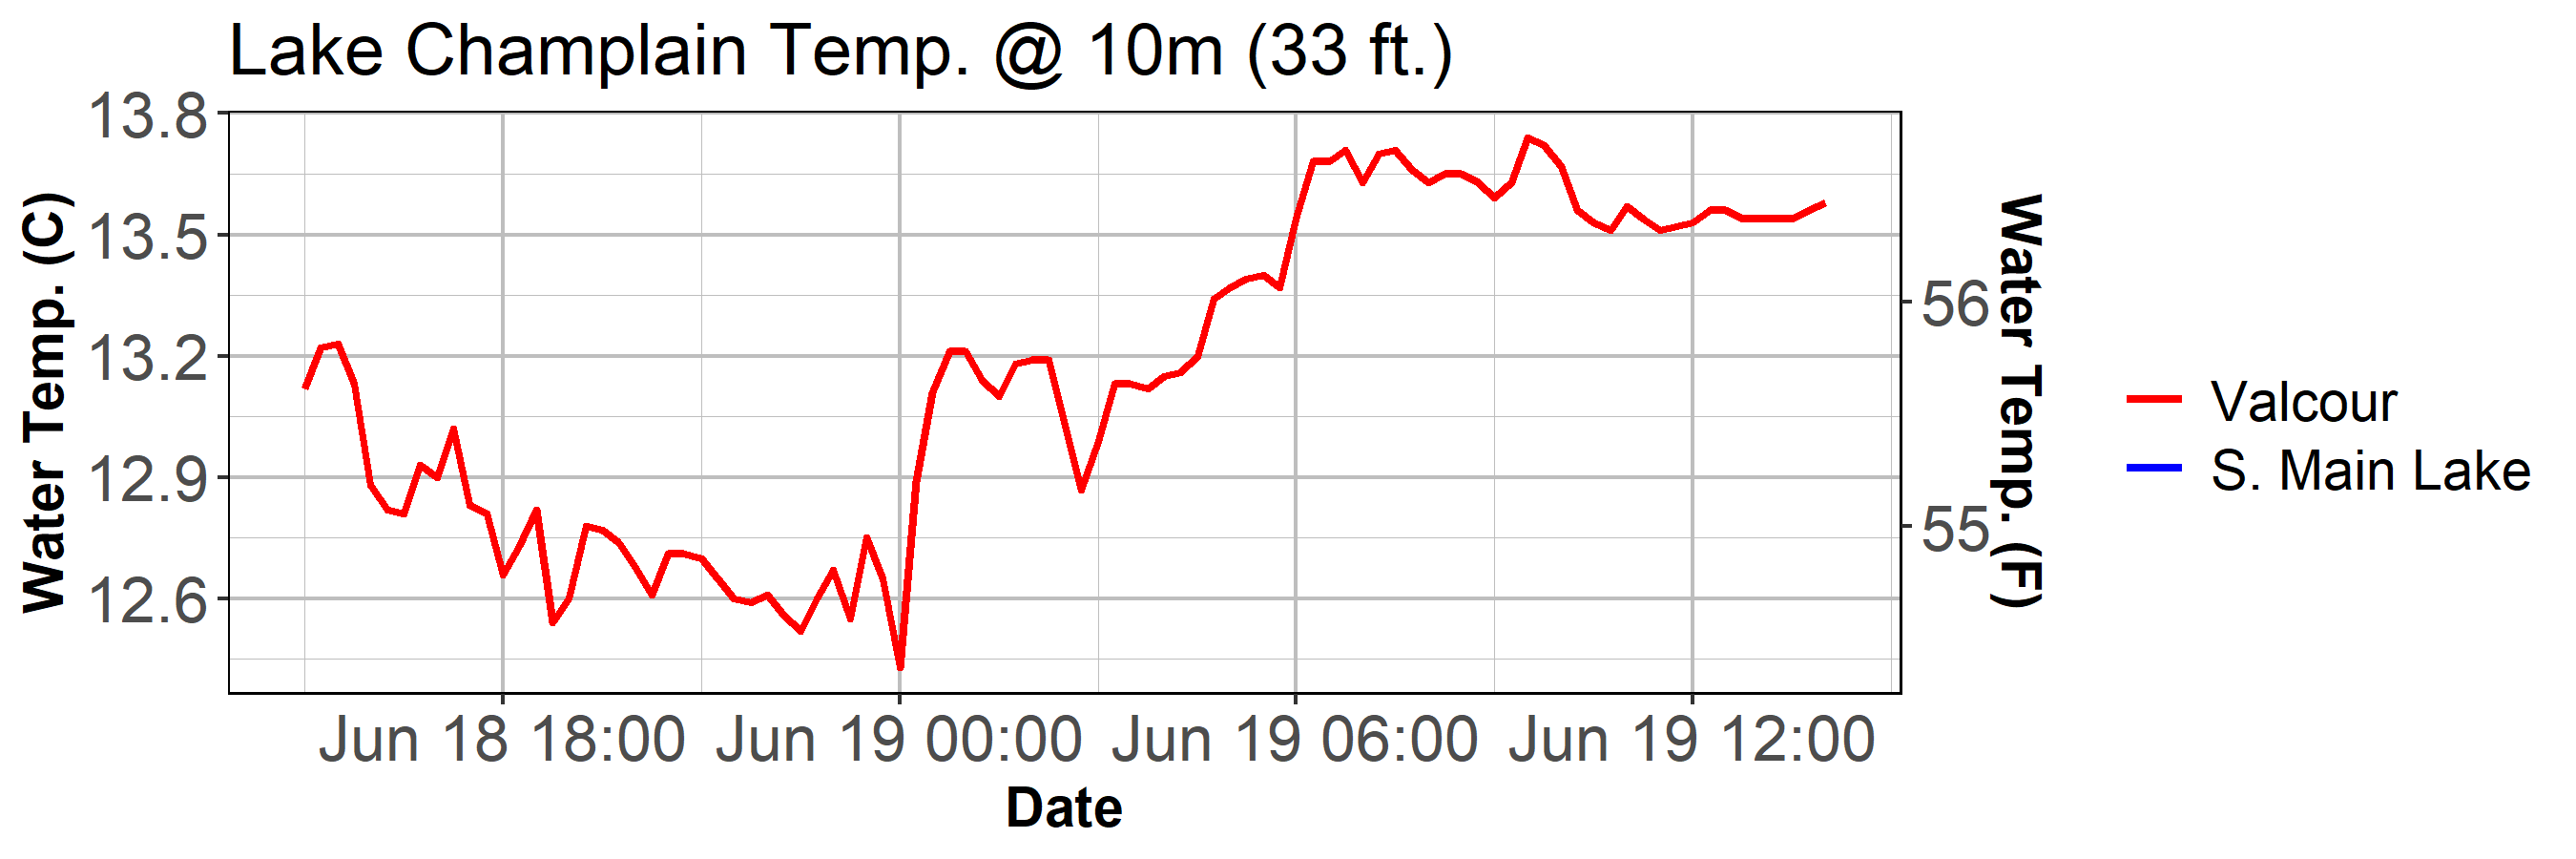 Lake Champlain Temp. @ 10m (33 ft.)
Water Temp. (C)
13.8
13.5
13.2
12.9
12.6
56
55
Water Temp. (F)
Valcour
S. Main Lake
Jun 18 18:00 Jun 19 00:00 Jun 19 06:00 Jun 19 12:00
Date